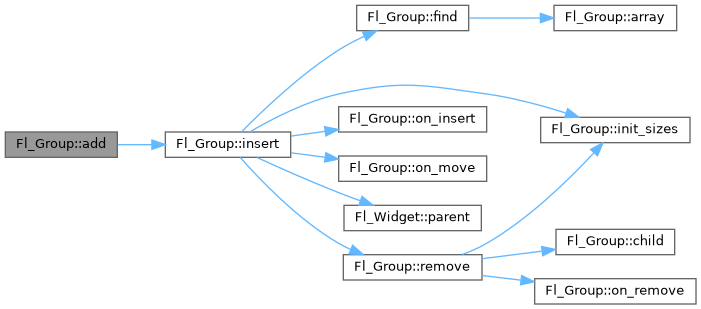 Fl_Group::find
Fl_Group::array
Fl_Group::on_insert
Fl_Group::init_sizes
Fl_Group::add
Fl_Group::insert
Fl_Group::on_move
Fl_Widget::parent
Fl_Group::child
Fl_Group::remove
Fl_Group::on_remove